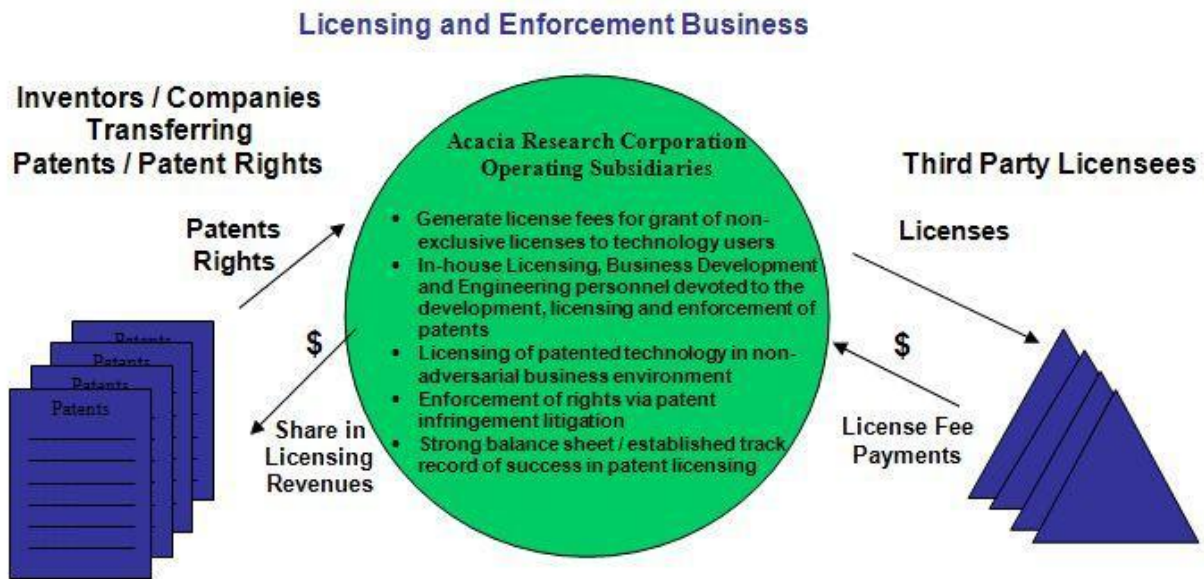 Licensing and Enforcement Business
Inventors / Companies
Transferring
Patents / Patent Rights
Patents
Rights
$
Share in
Licensing
Revenues
Patents
Patents
Patents
Patents
Acacia Research Corporation
Operating Subsidiaries
• Generate license fees for grant of non-
exclusive licenses to technology users
• In-house Licensing, Business Development
and Engineering personnel devoted to the
development, licensing and enforcement of
patents
• Licensing of patented technology in non-
adversarial business environment
• Enforcement of rights via patent
infringement litigation
• Strong balance sheet / established track
record of success in patent licensing
Third Party Licensees
Licenses
$
License Fee
Payments